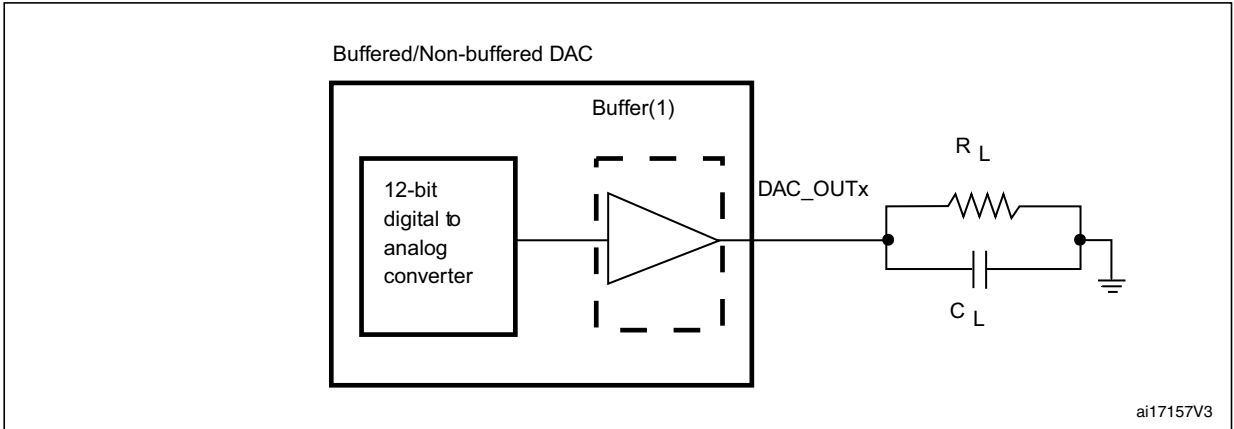 Buffered/Non-buffered DAC
Buffer(1)
12-bit
digital to
analog
converter
DAC_OUTx
R L
C L
ai17157V3